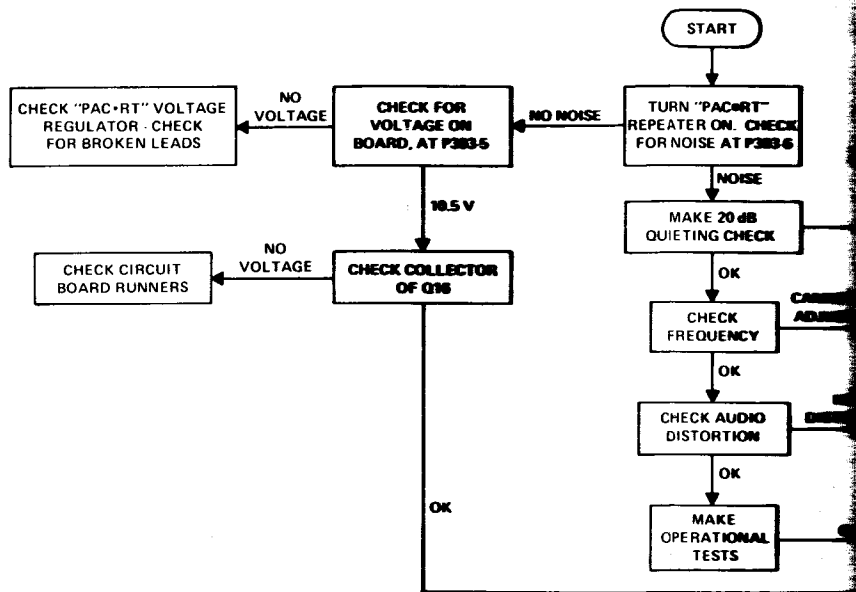 START
CHECK "PAC•RT" VOLTAGE
REGULATOR - CHECK
FOR BROKEN LEADS
NO
VOLTAGE
CHECK FOR
VOLTAGE ON
BOARD, AT P303-5
NO NOISE
TURN "PAC•RT"
REPEATER ON. CHECK
FOR NOISE AT P303-6
NOISE
10.5 V
MAKE 20 dB
QUIETING CHECK
OK
CHECK CIRCUIT
BOARD RUNNERS
NO
VOLTAGE
CHECK COLLECTOR
OF Q16
CHECK
FREQUENCY
OK
CHECK AUDIO
DISTORTION
OK
OK
MAKE
OPERATIONAL
TESTS